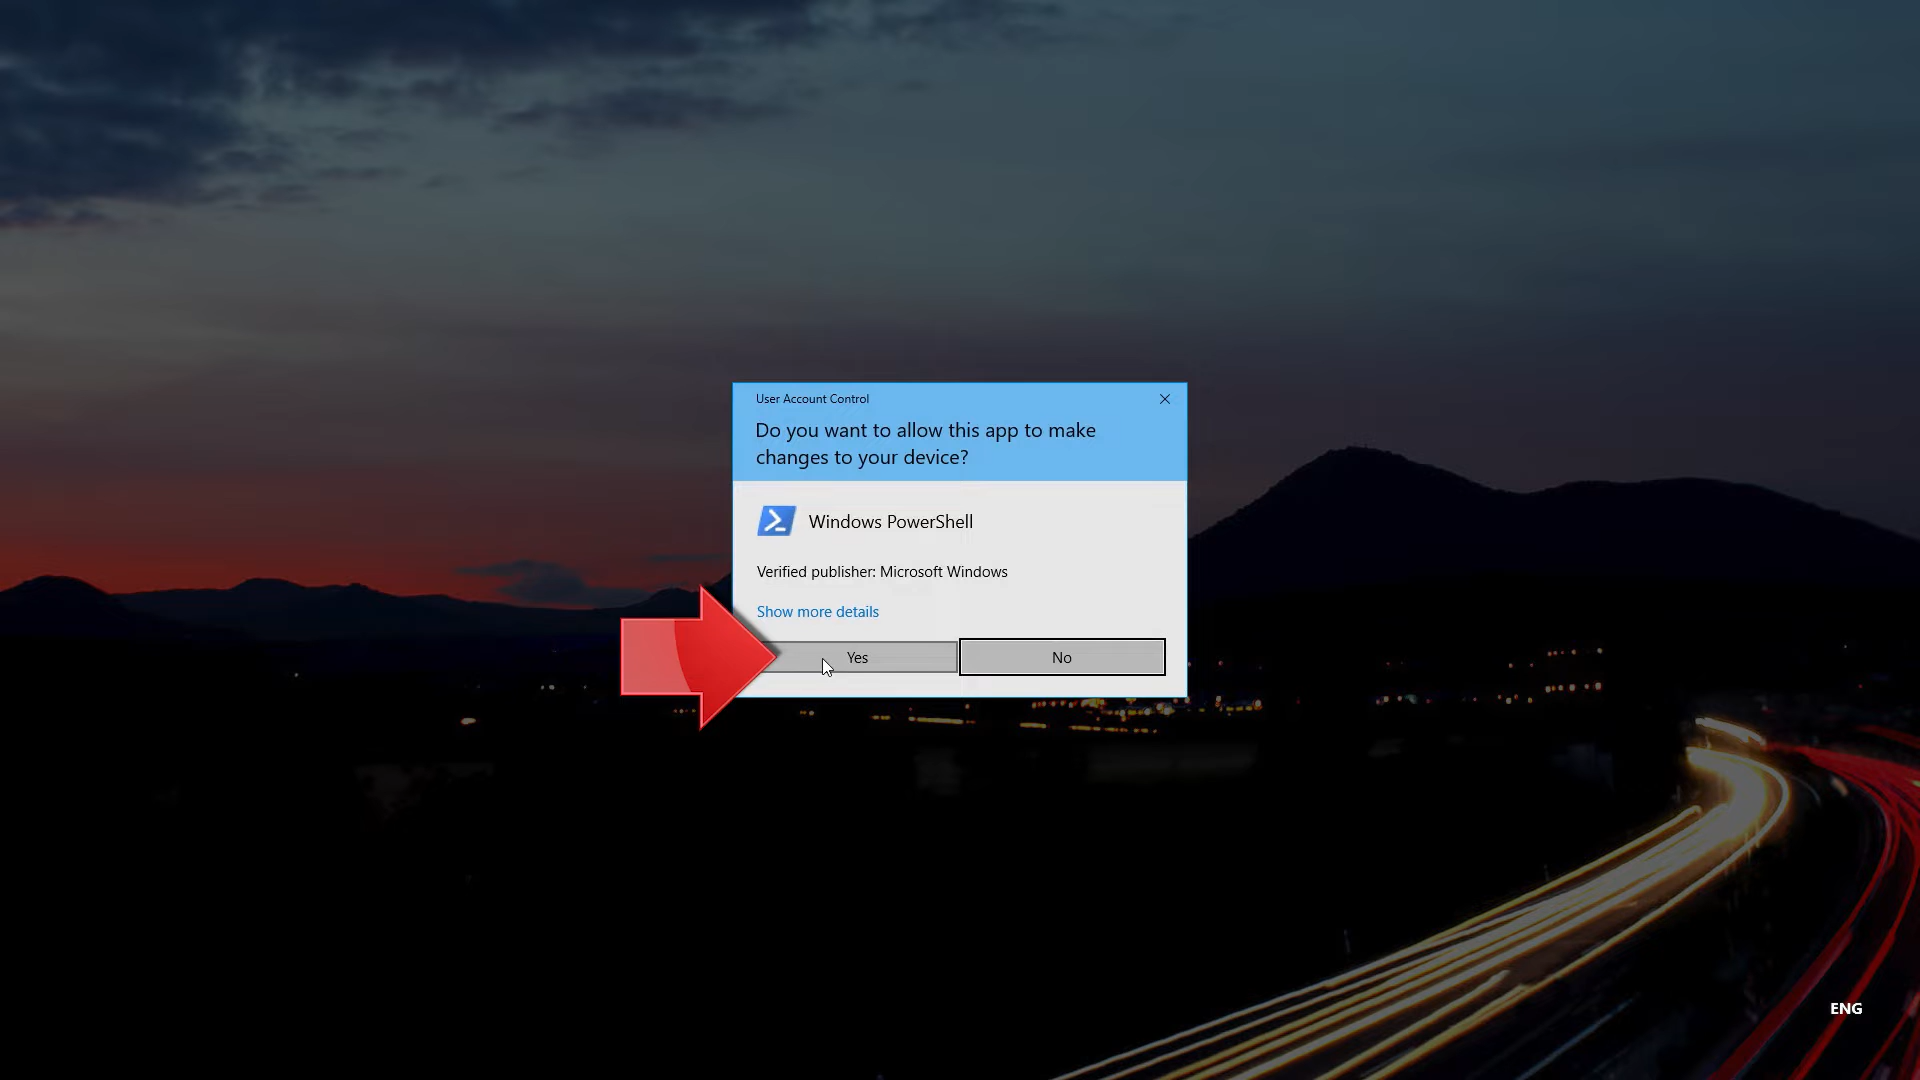 User Account Control
Do you want to allow this app to make
changes to your device?
Windows PowerShell
Verified publisher: Microsoft Windows
Show more details
Yes
No
ENG